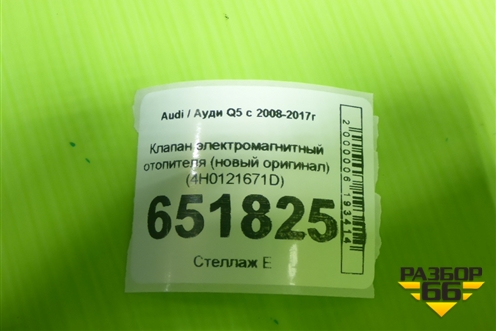 Audi / Ауди Q5 с 2008-2017г
Клапан электромагнитный
отопителя (новый оригинал)
(4H0121671D)
651825
Стеллаж Е
2000006193414
РАЗБОР
66